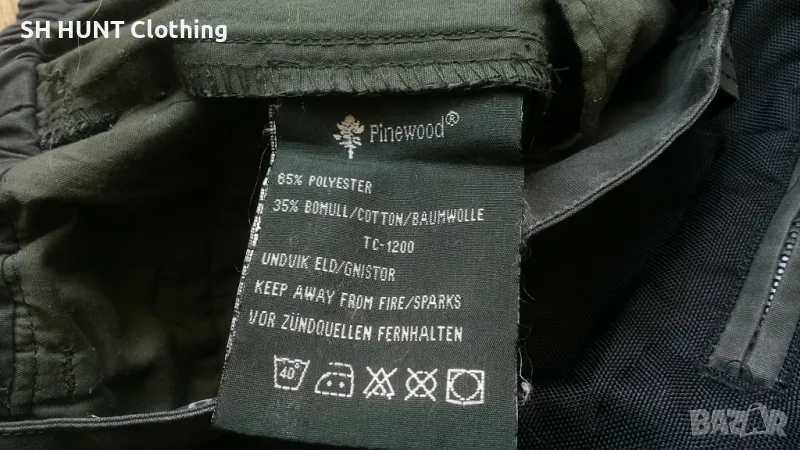 SH HUNT Clothing
Pinewood®
65% POLYESTER
35% BOMULL/COTTON/BAUMWOLLE
TC-1200
UNDVIK ELD/GNISTOR
KEEP AWAY FROM FIRE/SPARKS
VOR ZÜNDQUELLEN FERNHALTEN
40°
BAZAR